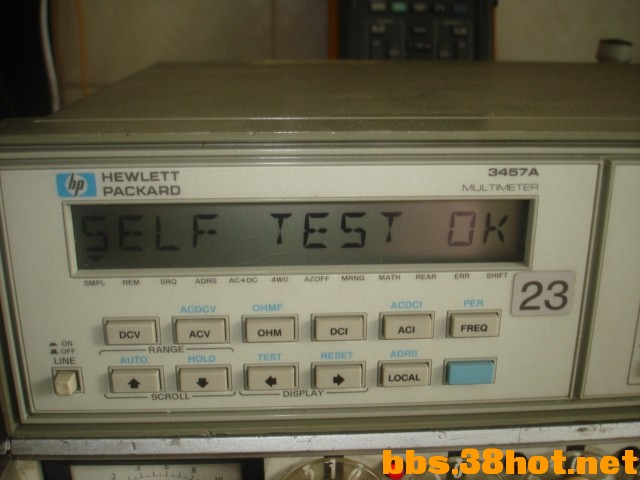 hp HEWLETT PACKARD
3457A
MULTIMETER
SELF TEST OK
SMPL REM SRQ ADRS AC+DC 4WΩ AZOFF MRNG MATH REAR ERR SHIFT
23
ACDCV OHMF ACDCI PER
DCV ACV OHM DCI ACI FREQ
ON
OFF
LINE
RANGE
AUTO HOLD TEST RESET ADRS
LOCAL
SCROLL DISPLAY
bbs.38hot.net